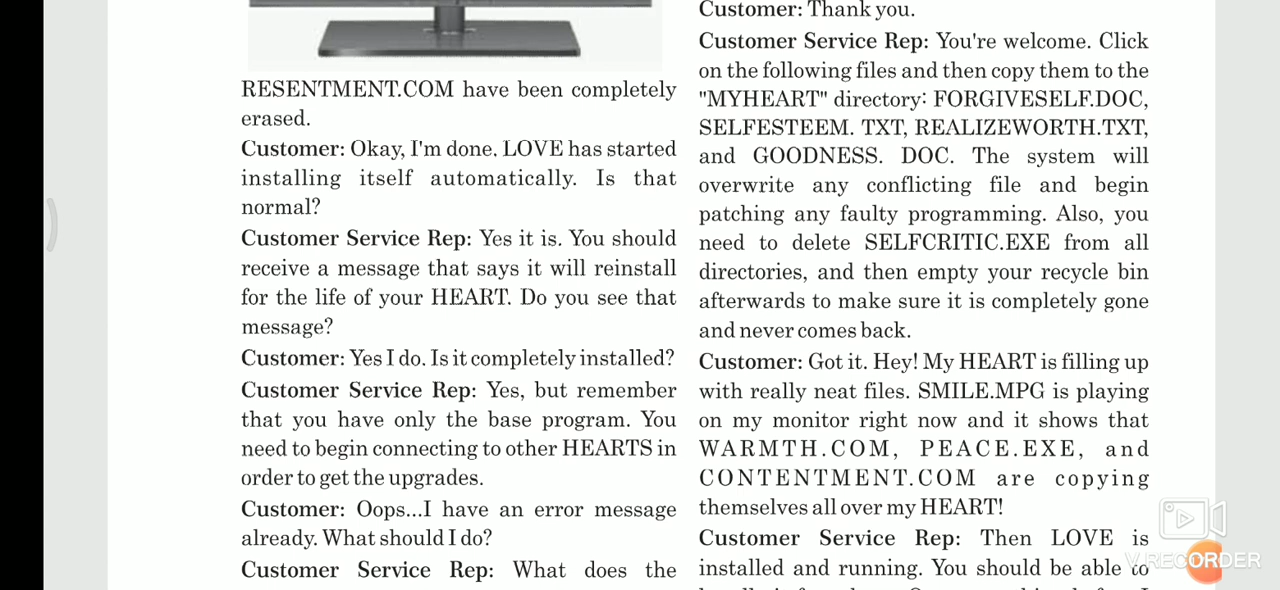 RESENTMENT.COM have been completely
erased.
Customer: Okay, I'm done. LOVE has started
installing itself automatically. Is that
normal?
Customer Service Rep: Yes it is. You should
receive a message that says it will reinstall
for the life of your HEART. Do you see that
message?
Customer: Yes I do. Is it completely installed?
Customer Service Rep: Yes, but remember
that you have only the base program. You
need to begin connecting to other HEARTS in
order to get the upgrades.
Customer: Oops...I have an error message
already. What should I do?
Customer Service Rep: What does the
Customer: Thank you.
Customer Service Rep: You're welcome. Click
on the following files and then copy them to the
"MYHEART" directory: FORGIVESELF.DOC,
SELFESTEEM. TXT, REALIZEWORTH.TXT,
and GOODNESS. DOC. The system will
overwrite any conflicting file and begin
patching any faulty programming. Also, you
need to delete SELFCRITIC.EXE from all
directories, and then empty your recycle bin
afterwards to make sure it is completely gone
and never comes back.
Customer: Got it. Hey! My HEART is filling up
with really neat files. SMILE.MPG is playing
on my monitor right now and it shows that
WARMTH.COM, PEACE.EXE, and
CONTENTMENT.COM are copying
themselves all over my HEART!
Customer Service Rep: Then LOVE is
installed and running. You should be able to
V.RECORDER